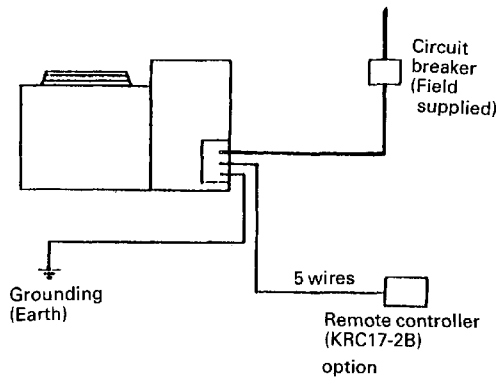 Circuit
breaker
(Field
supplied)
5 wires
Grounding
(Earth)
Remote controller
(KRC17-2B)
option